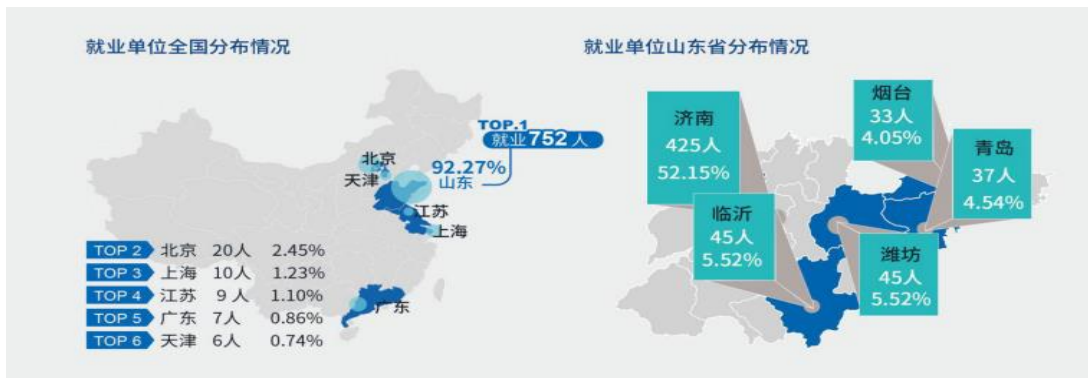 就业单位全国分布情况
TOP.1
就业752人
92.27%
山东
北京
天津
江苏
上海
广东
TOP 2 北京 20人 2.45%
TOP 3 上海 10人 1.23%
TOP 4 江苏 9人 1.10%
TOP 5 广东 7人 0.86%
TOP 6 天津 6人 0.74%
就业单位山东省分布情况
济南
425人
52.15%
烟台
33人
4.05%
青岛
37人
4.54%
临沂
45人
5.52%
潍坊
45人
5.52%